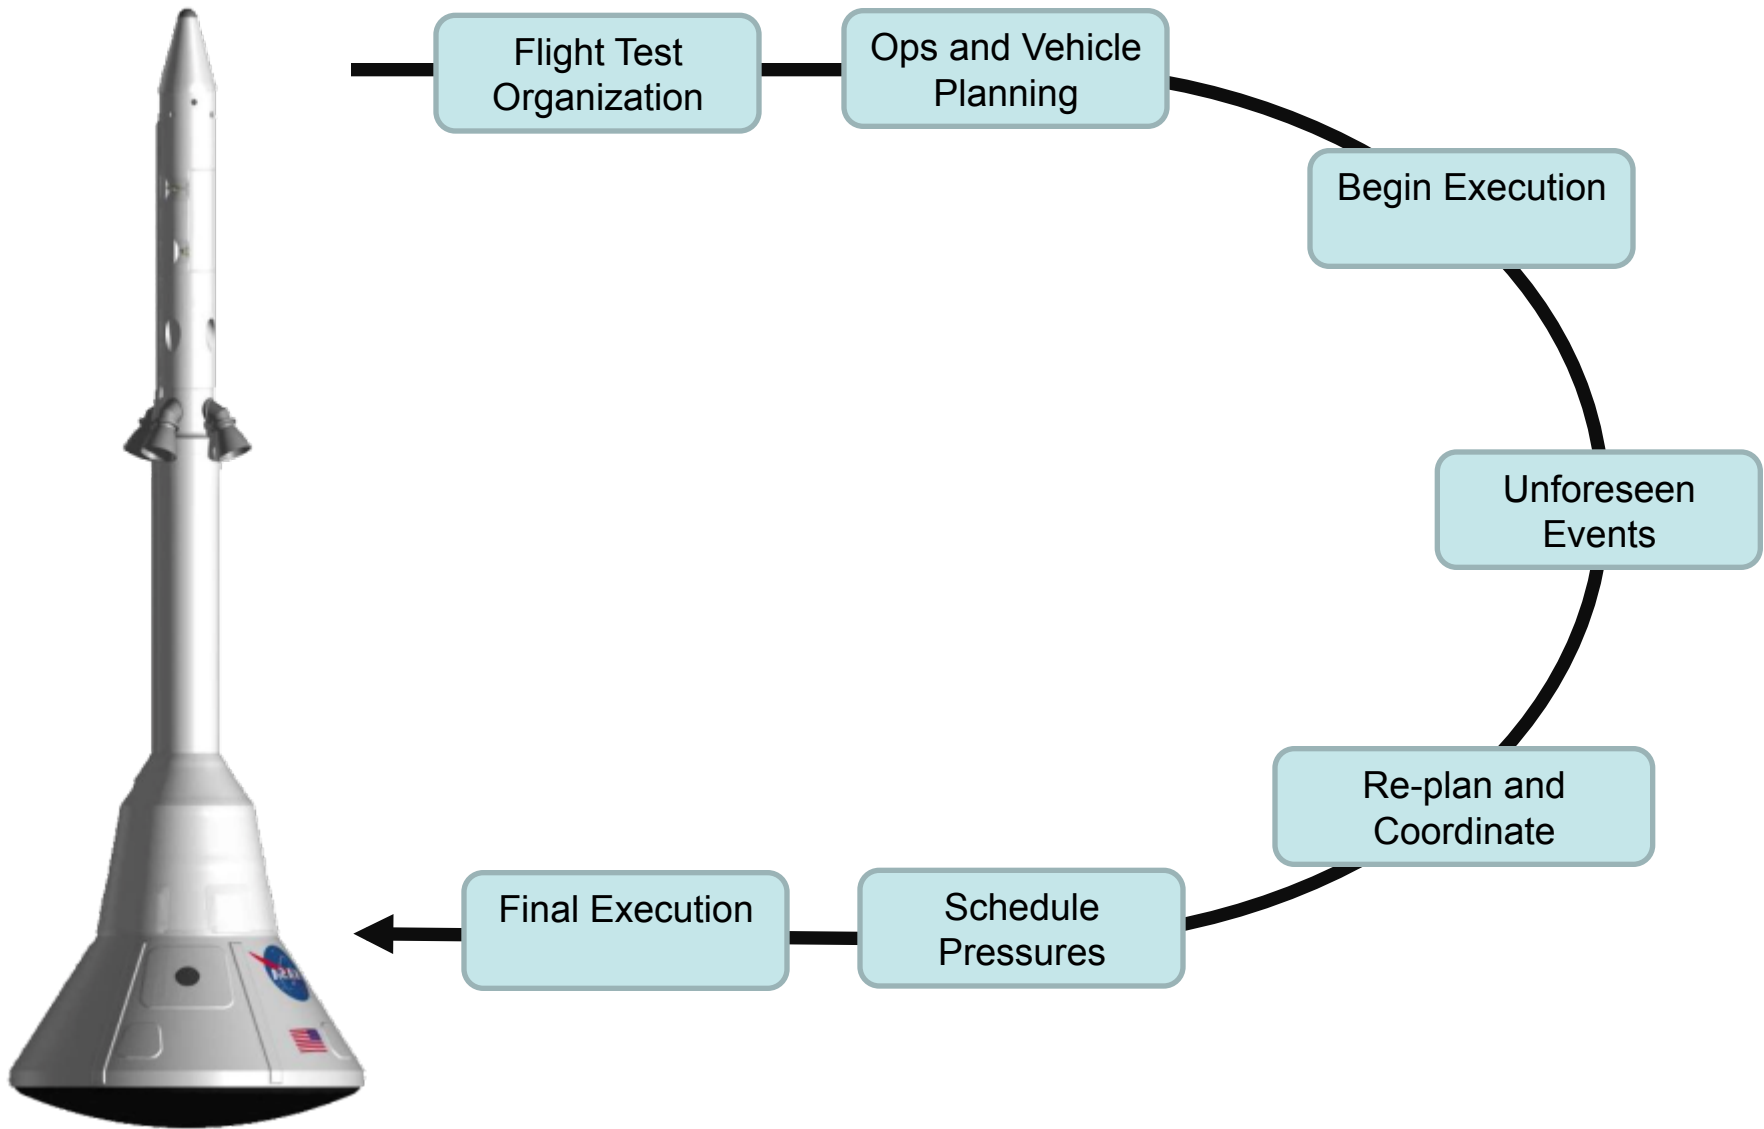 Flight Test
Organization
Ops and Vehicle
Planning
Begin Execution
Unforeseen
Events
Re-plan and
Coordinate
Schedule
Pressures
Final Execution
NASA